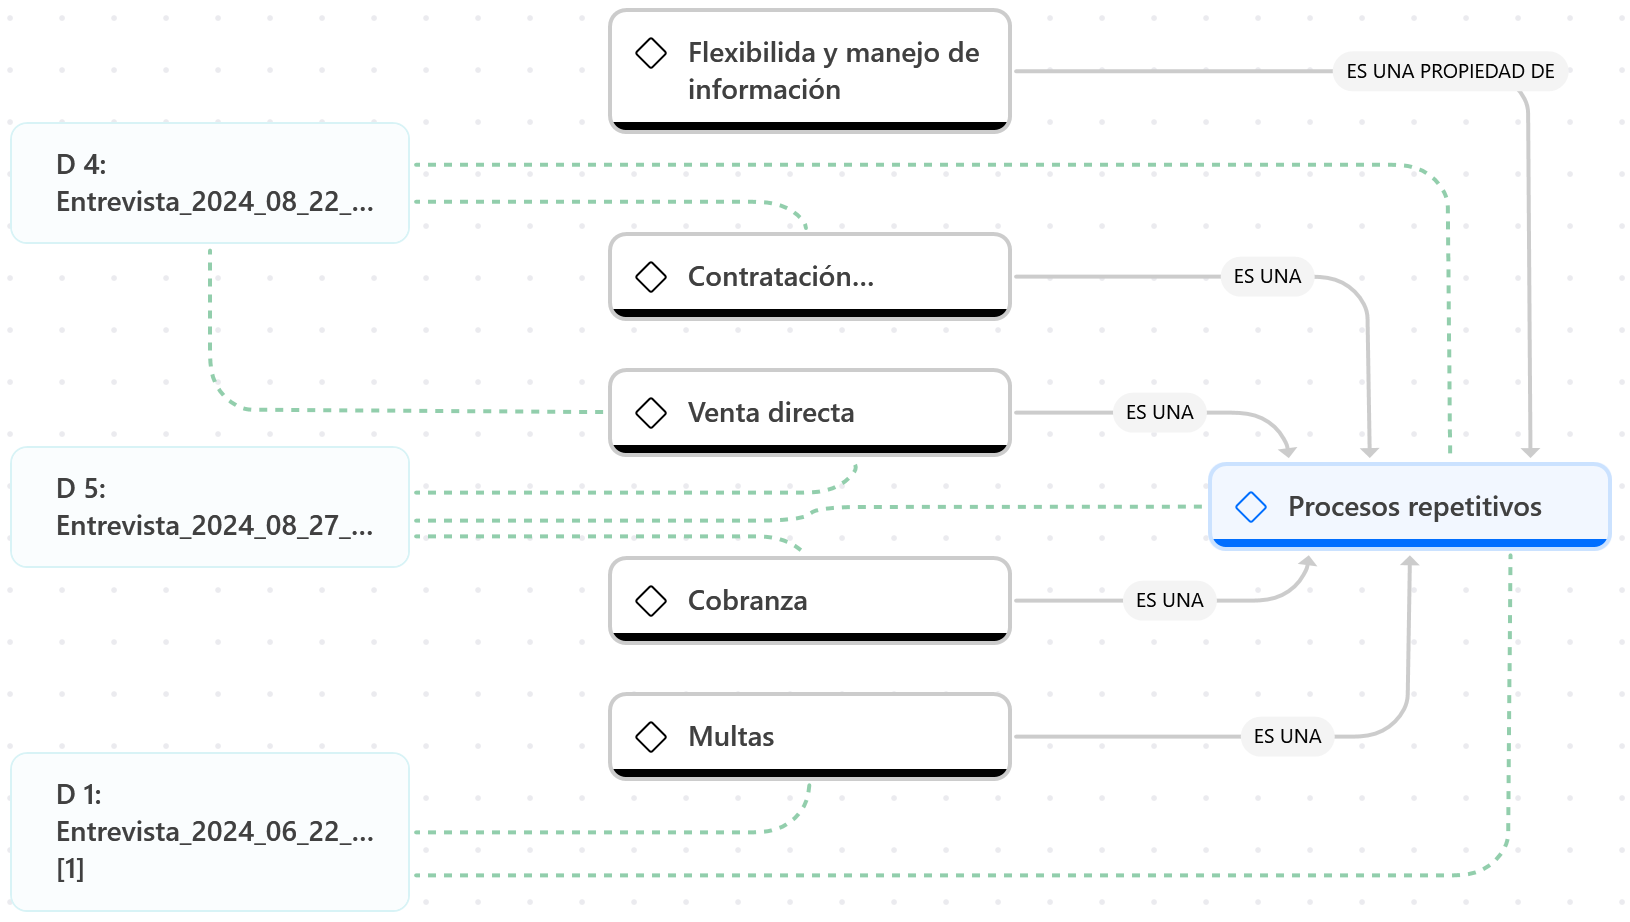 Flexibilida y manejo de
información
ES UNA PROPIEDAD DE
D 4:
Entrevista_2024_08_22_...
Contratación...
ES UNA
Venta directa
ES UNA
D 5:
Entrevista_2024_08_27_...
Procesos repetitivos
Cobranza
ES UNA
Multas
ES UNA
D 1:
Entrevista_2024_06_22_...
[1]